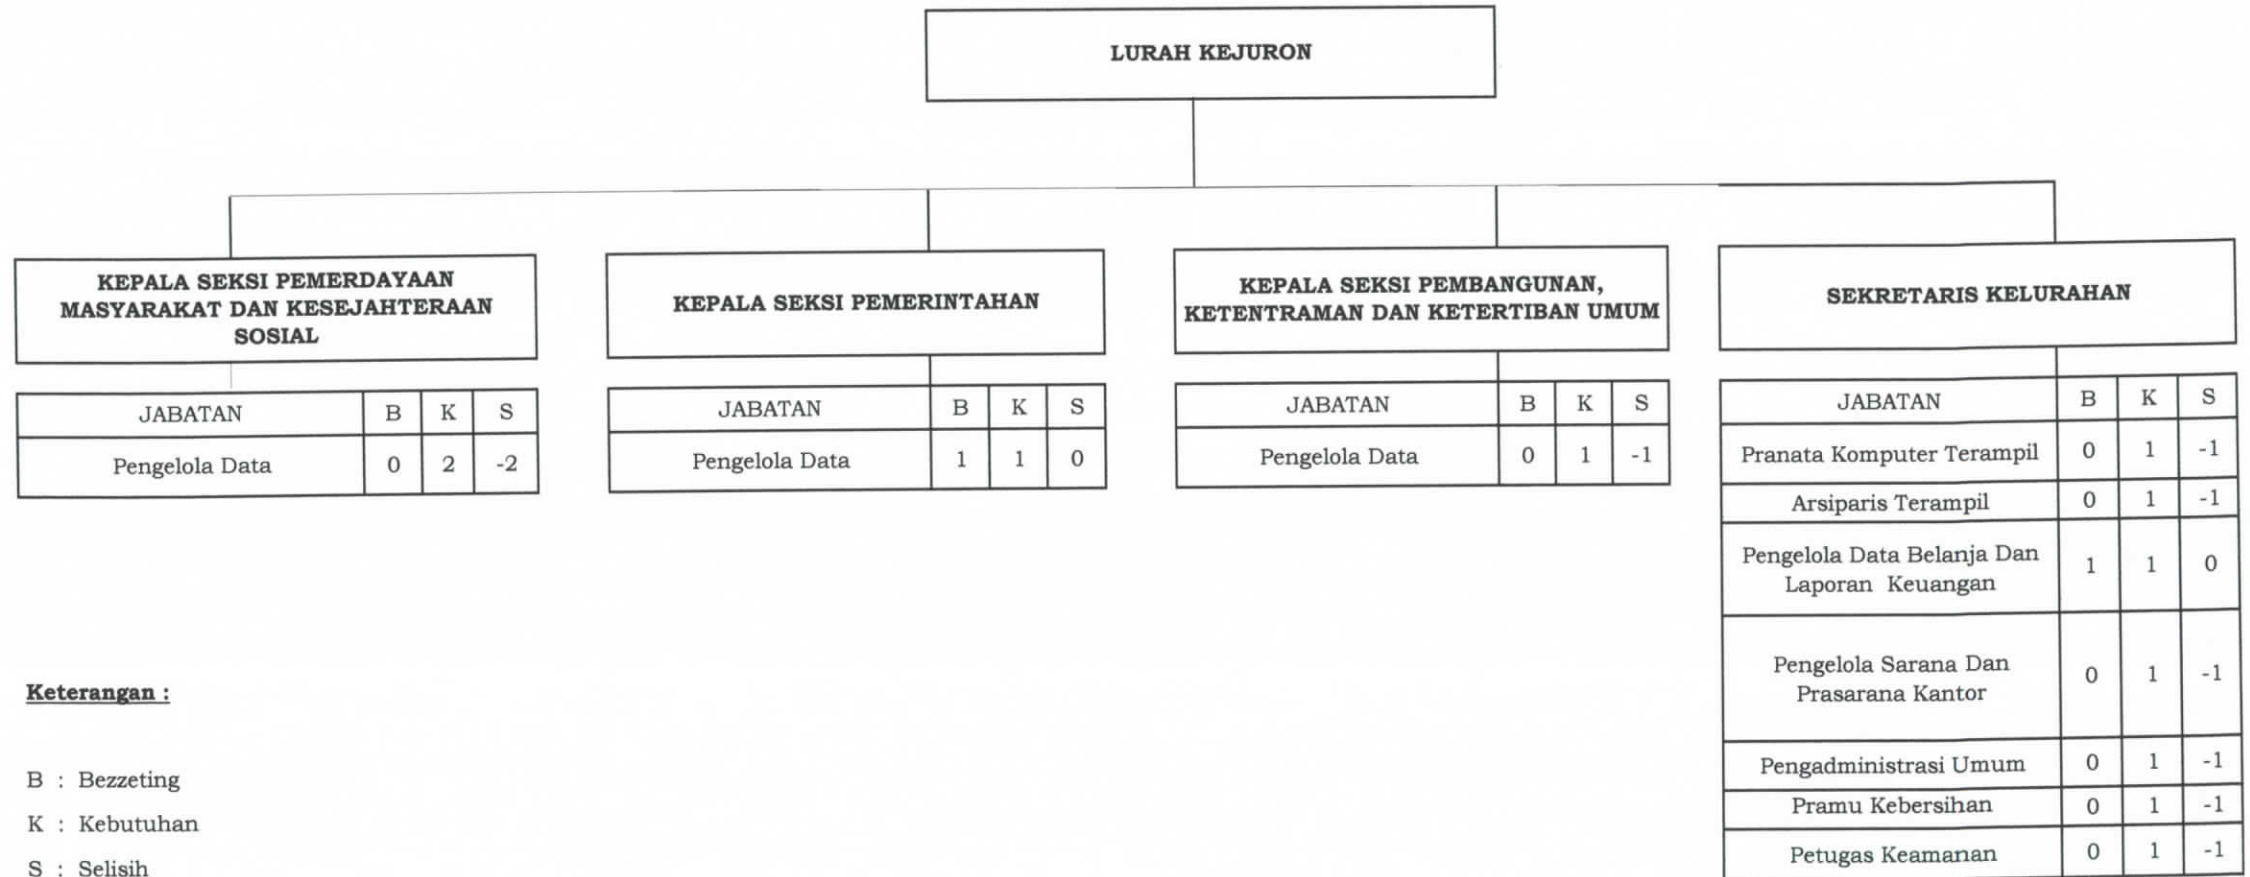 LURAH KEJURON
KEPALA SEKSI PEMERDAYAAN
MASYARAKAT DAN KESEJAHTERAAN
SOSIAL
JABATAN B K S
Pengelola Data 0 2 -2
KEPALA SEKSI PEMERINTAHAN
JABATAN B K S
Pengelola Data 1 1 0
KEPALA SEKSI PEMBANGUNAN,
KETENTRAMAN DAN KETERTIBAN UMUM
JABATAN B K S
Pengelola Data 0 1 -1
SEKRETARIS KELURAHAN
JABATAN B K S
Pranata Komputer Terampil 0 1 -1
Arsiparis Terampil 0 1 -1
Pengelola Data Belanja Dan
Laporan Keuangan 1 1 0
Pengelola Sarana Dan
Prasarana Kantor 0 1 -1
Pengadministrasi Umum 0 1 -1
Pramu Kebersihan 0 1 -1
Petugas Keamanan 0 1 -1
Keterangan :
B : Bezzeting
K : Kebutuhan
S : Selisih